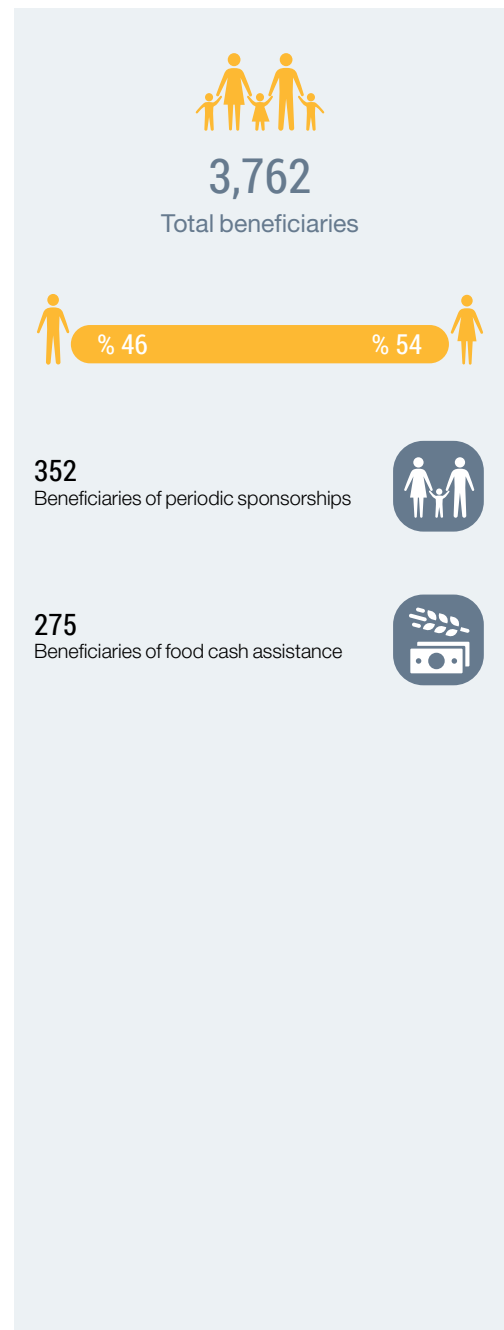 3,762
Total beneficiaries
% 46
% 54
352
Beneficiaries of periodic sponsorships
275
Beneficiaries of food cash assistance